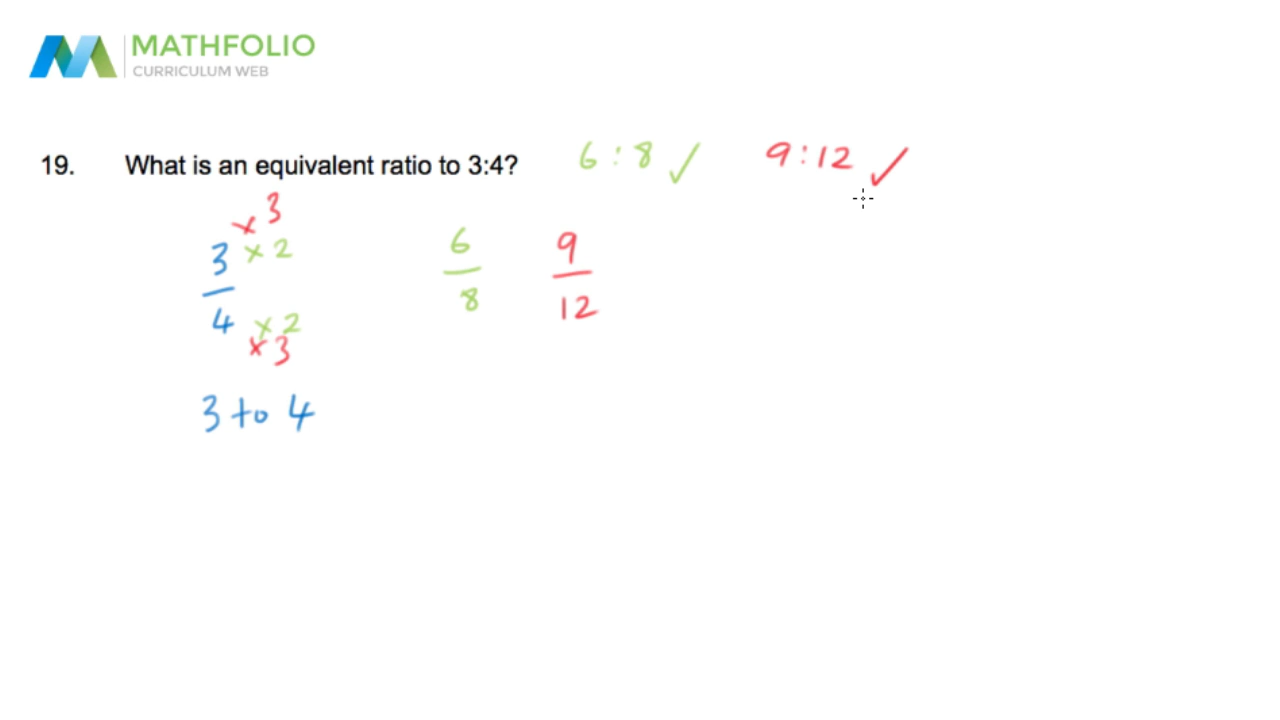 MATHFOLIO
CURRICULUM WEB
19. What is an equivalent ratio to 3:4? 6:8 ✓ 9:12 ✓
× 3
3 × 2
4 × 2
× 3
6
8
9
12
3 to 4